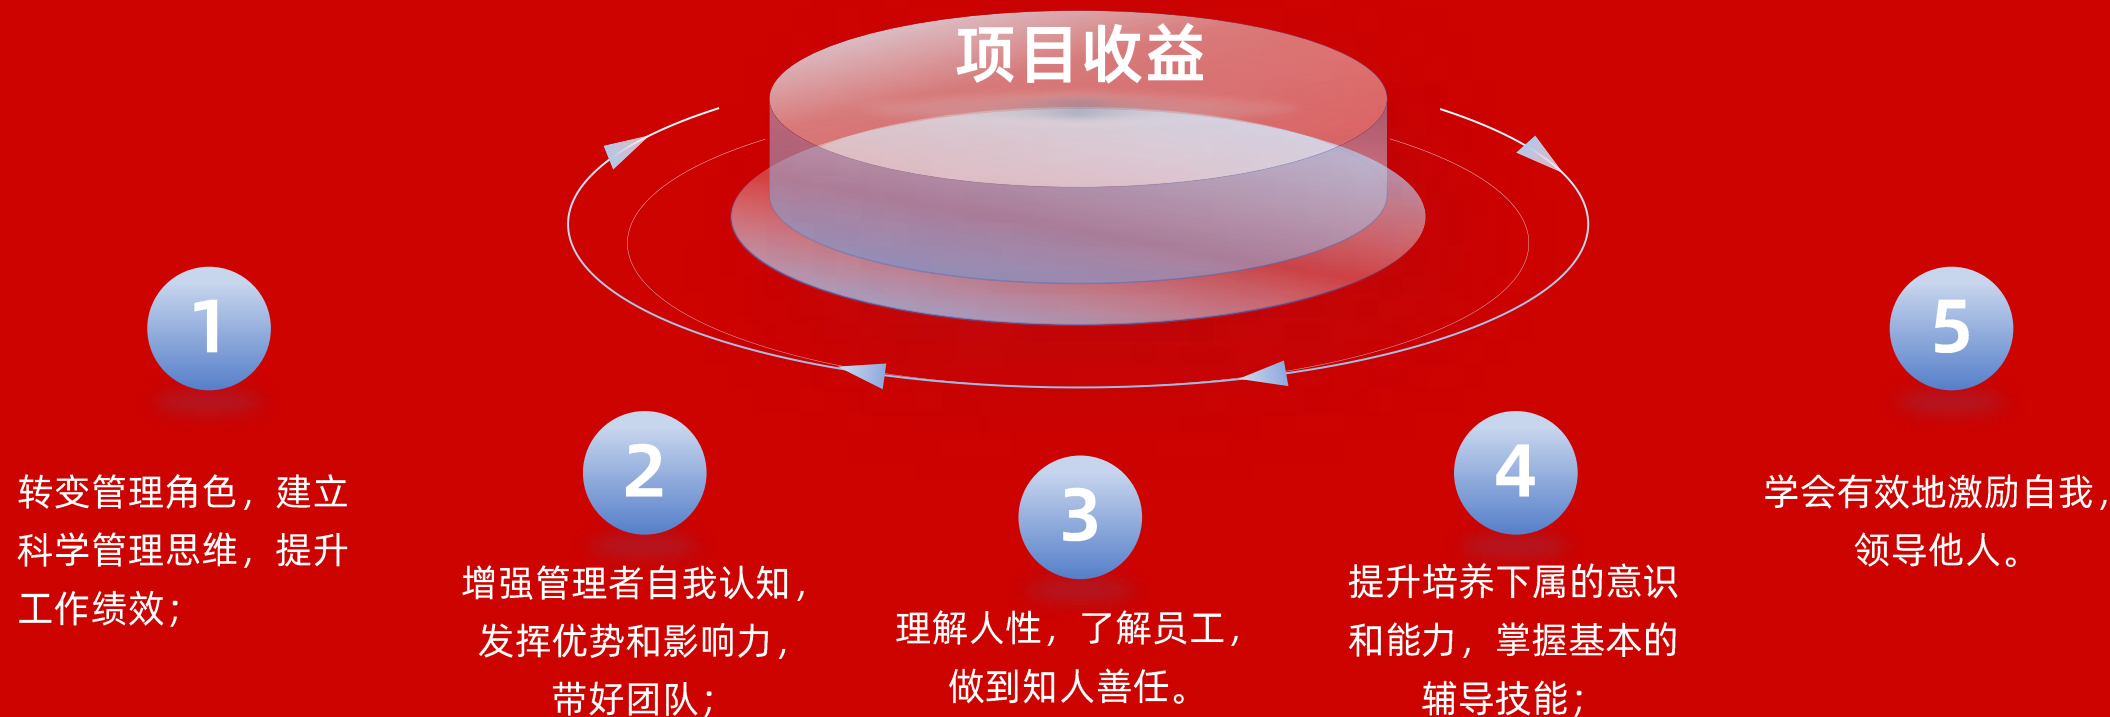 项目收益
1
转变管理角色，建立
科学管理思维，提升
工作绩效；
2
增强管理者自我认知，
发挥优势和影响力，
带好团队；
3
理解人性，了解员工，
做到知人善任。
4
提升培养下属的意识
和能力，掌握基本的
辅导技能；
5
学会有效地激励自我，
领导他人。